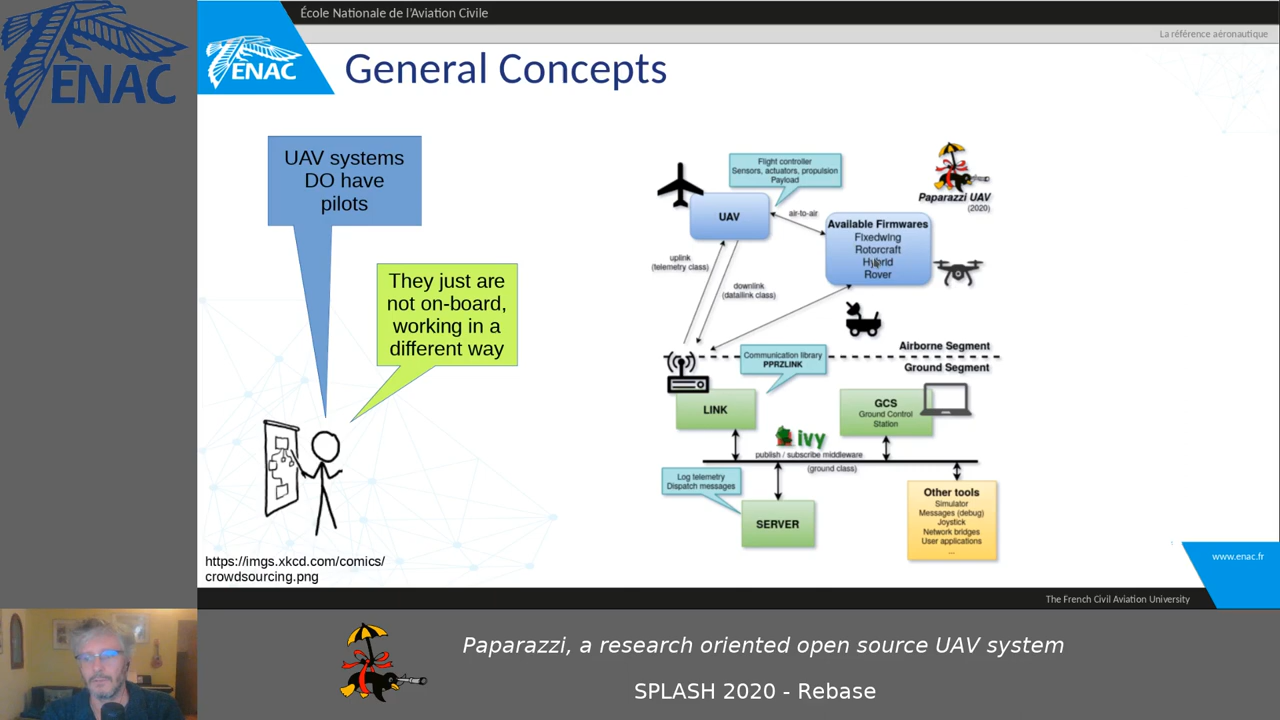 ENAC
École Nationale de l'Aviation Civile
La référence aéronautique
ENAC
General Concepts
UAV systems
DO have
pilots
They just are
not on-board,
working in a
different way
https://imgs.xkcd.com/comics/
crowdsourcing.png
Flight controller
Sensors, actuators, propulsion
Payload
Paparazzi UAV
(2020)
UAV
air-to-air
Available Firmwares
Fixedwing
Rotorcraft
Hybrid
Rover
uplink
(telemetry class)
downlink
(datalink class)
Airborne Segment
Ground Segment
Communication library
PPRZLINK
LINK
GCS
Ground Control
Station
ivy
publish / subscribe middleware
(ground class)
Log telemetry
Dispatch messages
SERVER
Other tools
Simulator
Messages (debug)
Joystick
Network bridges
User applications
...
www.enac.fr
The French Civil Aviation University
Paparazzi, a research oriented open source UAV system
SPLASH 2020 - Rebase